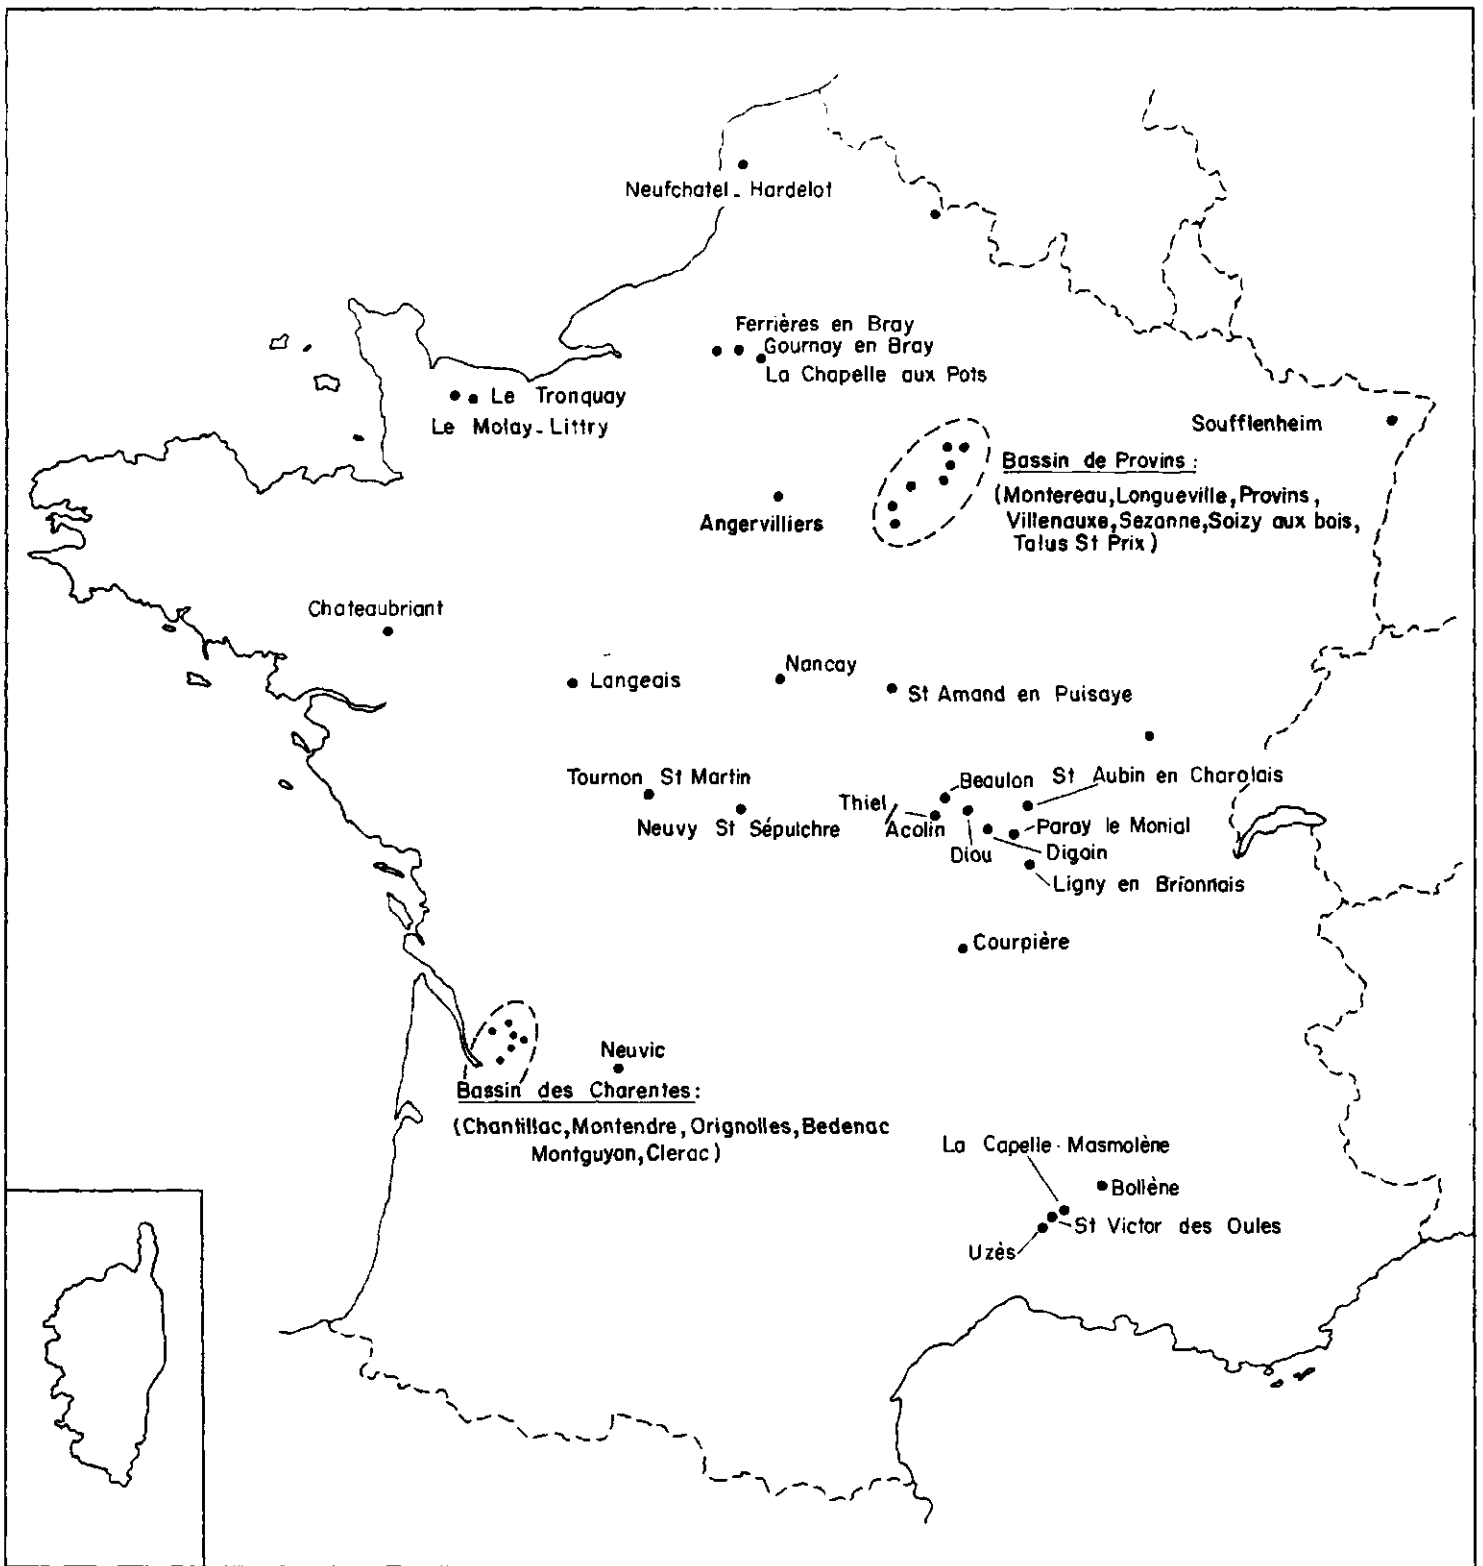 Neufchatel - Hardelot
Ferrières en Bray
Gournay en Bray
La Chapelle aux Pots
Le Tronquay
Le Molay-Littry
Soufflenheim
Bassin de Provins :
(Montereau, Longueville, Provins,
Villenauxe, Sezanne, Soizy aux bois,
Talus St Prix)
Angervilliers
Chateaubriant
Langeais
Nancay
St Amand en Puisaye
Tournon St Martin
Neuvy St Sépulchre
Thiel/
Acolin
Beaulon
St Aubin en Charolais
Diou
Digoin
Paray le Monial
Ligny en Brionnais
Courpière
Neuvic
Bassin des Charentes :
(Chantillac, Montendre, Orignolles, Bedenac
Montguyon, Clerac)
La Capelle - Masmolène
Bollène
St Victor des Oules
Uzès